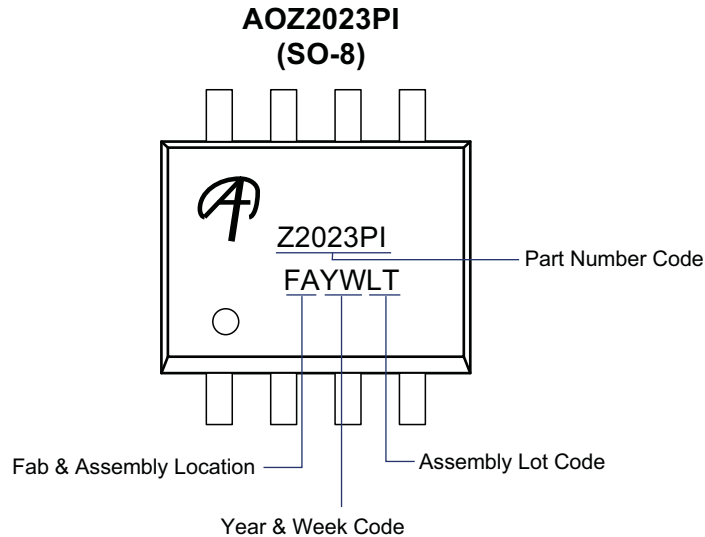 AOZ2023PI
(SO-8)
Z2023PI
Part Number Code
FAYWLT
Fab & Assembly Location
Assembly Lot Code
Year & Week Code